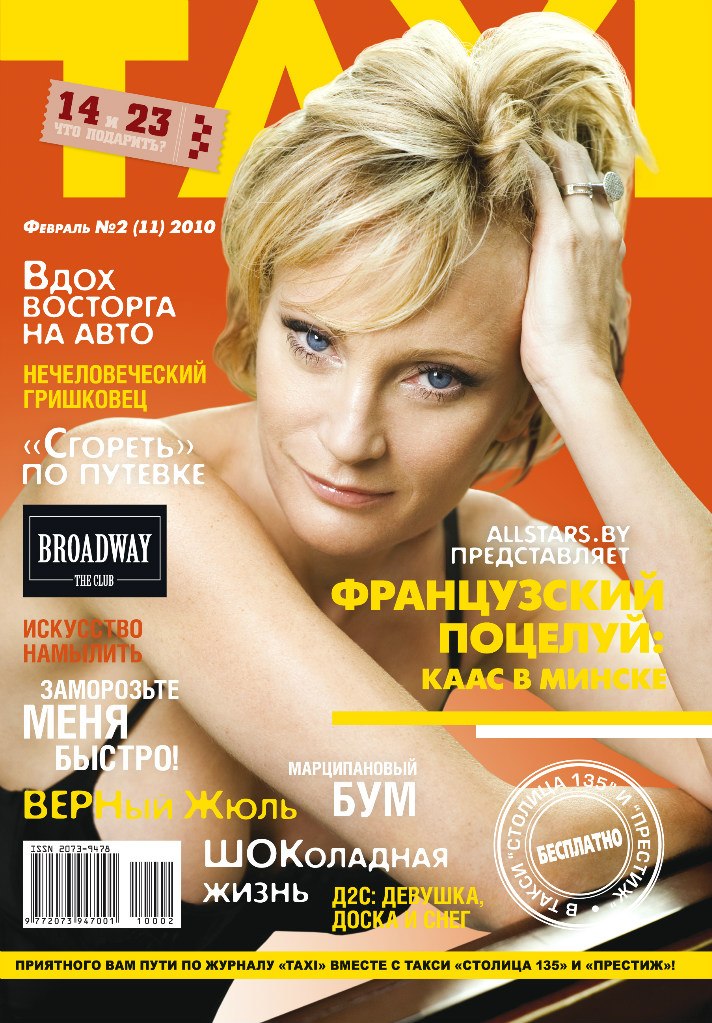 TAXI
14 и 23
ЧТО ПОДАРИТЬ?
Февраль №2 (11) 2010
Вдох
восторга
на авто
НЕЧЕЛОВЕЧЕСКИЙ
ГРИШКОВЕЦ
«Сгореть»
по путевке
BROADWAY
THE CLUB
ИСКУССТВО
НАМЫЛИТЬ
ALLSTARS.BY
ПРЕДСТАВЛЯЕТ
ФРАНЦУЗСКИЙ
ПОЦЕЛУЙ:
КААС В МИНСКЕ
ЗАМОРОЗЬТЕ
МЕНЯ
БЫСТРО!
ВЕРНый Жюль
МАРЦИПАНОВЫЙ
БУМ
ШОКоладная
жизнь
Д2С: ДЕВУШКА,
ДОСКА И СНЕГ
В ТАКСИ "СТОЛИЦА 135" И "ПРЕСТИЖ"
БЕСПЛАТНО
ISSN 2073-9478
9 772073 947001
10002
ПРИЯТНОГО ВАМ ПУТИ ПО ЖУРНАЛУ «TAXI» ВМЕСТЕ С ТАКСИ «СТОЛИЦА 135» И «ПРЕСТИЖ»!